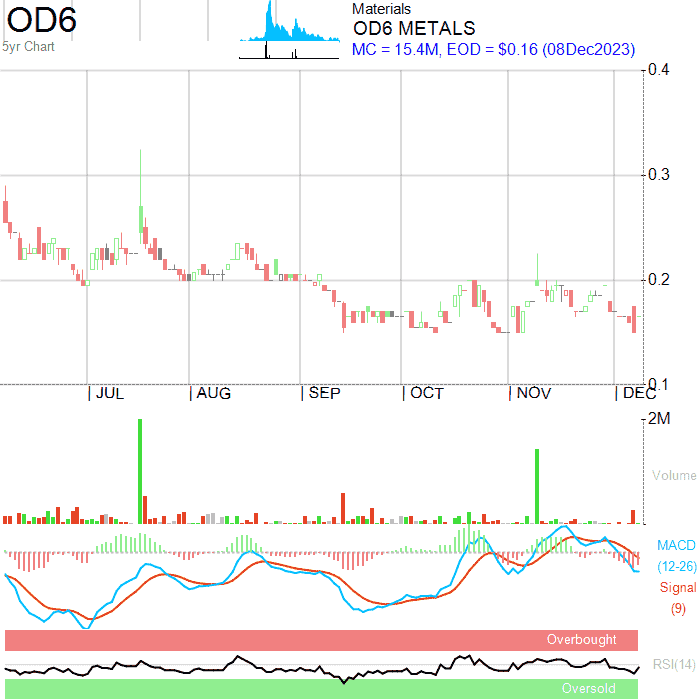 OD6
5yr Chart
Materials
OD6 METALS
MC = 15.4M, EOD = $0.16 (08Dec2023)
0.4
0.3
0.2
0.1
| JUL
| AUG
| SEP
| OCT
| NOV
| DEC
2M
Volume
MACD
(12-26)
Signal
(9)
Overbought
RSI(14)
Oversold